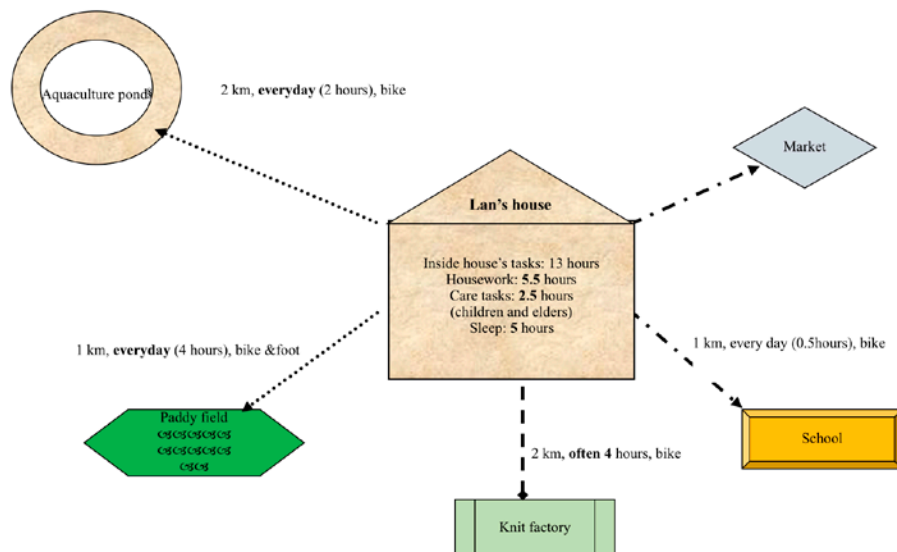 Aquaculture ponds
2 km, everyday (2 hours), bike
Market
Lan's house
Inside house's tasks: 13 hours
Housework: 5.5 hours
Care tasks: 2.5 hours
(children and elders)
Sleep: 5 hours
1 km, everyday (4 hours), bike &foot
1 km, every day (0.5hours), bike
Paddy field
School
2 km, often 4 hours, bike
Knit factory